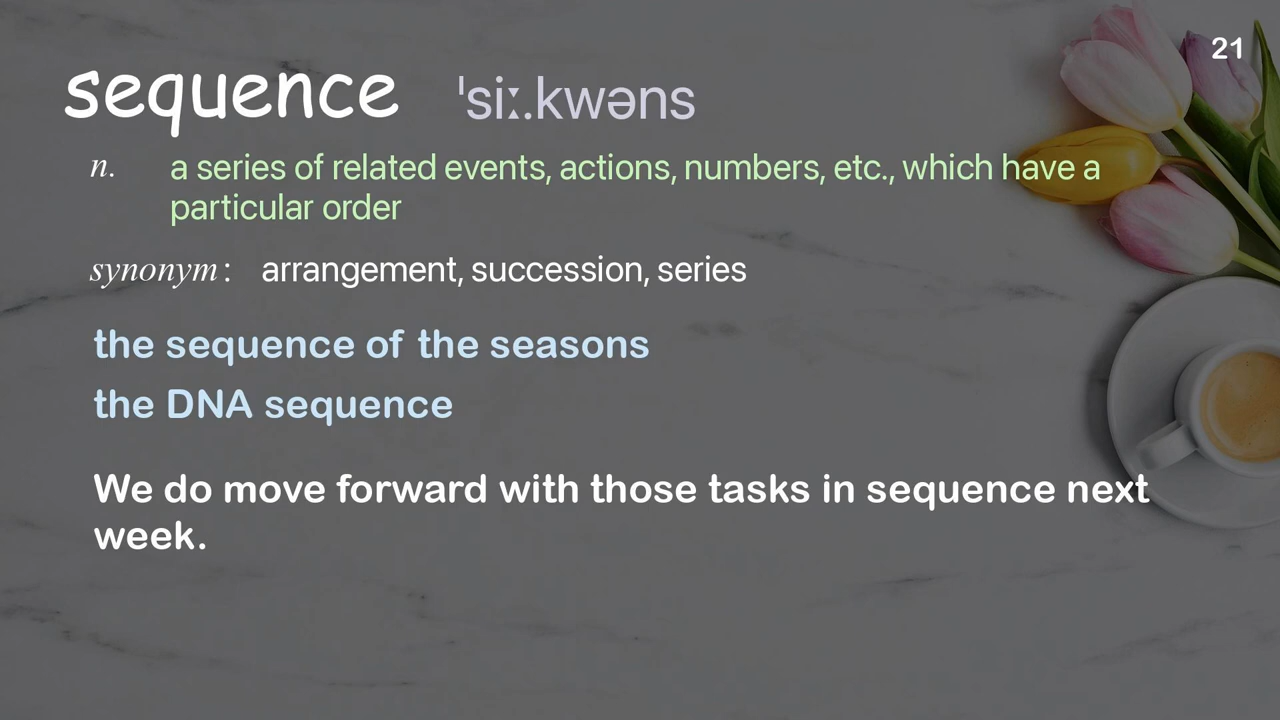 21
sequence ˈsiː.kwəns
n. a series of related events, actions, numbers, etc., which have a
particular order
synonym: arrangement, succession, series
the sequence of the seasons
the DNA sequence
We do move forward with those tasks in sequence next
week.